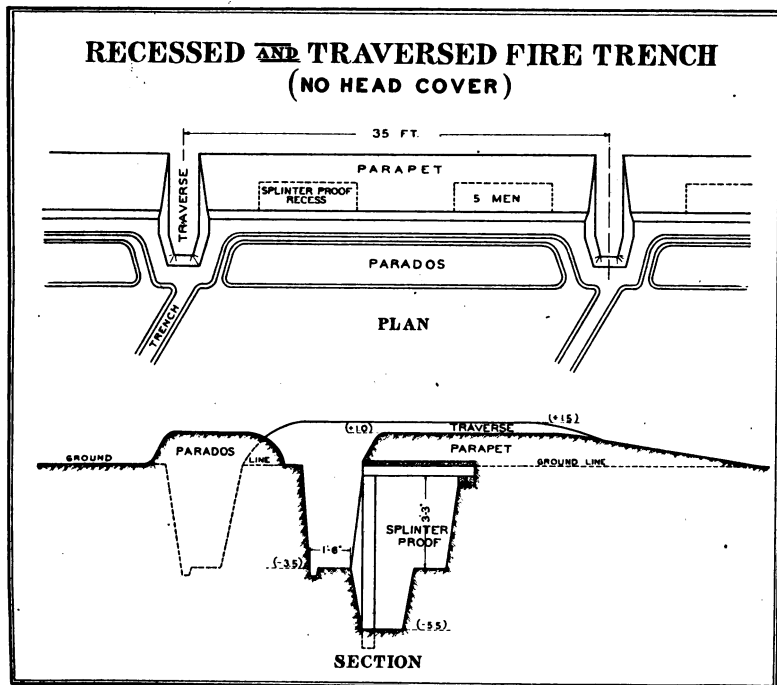 RECESSED AND TRAVERSED FIRE TRENCH
(NO HEAD COVER)
35 FT.
TRAVERSE
PARAPET
SPLINTER PROOF
RECESS
5 MEN
PARADOS
TRENCH
PLAN
(+1.0)
TRAVERSE
(+1.5)
PARADOS
PARAPET
GROUND
LINE
GROUND LINE
3'-3"
SPLINTER
PROOF
1'-6"
(-3.5)
(-5.5)
SECTION